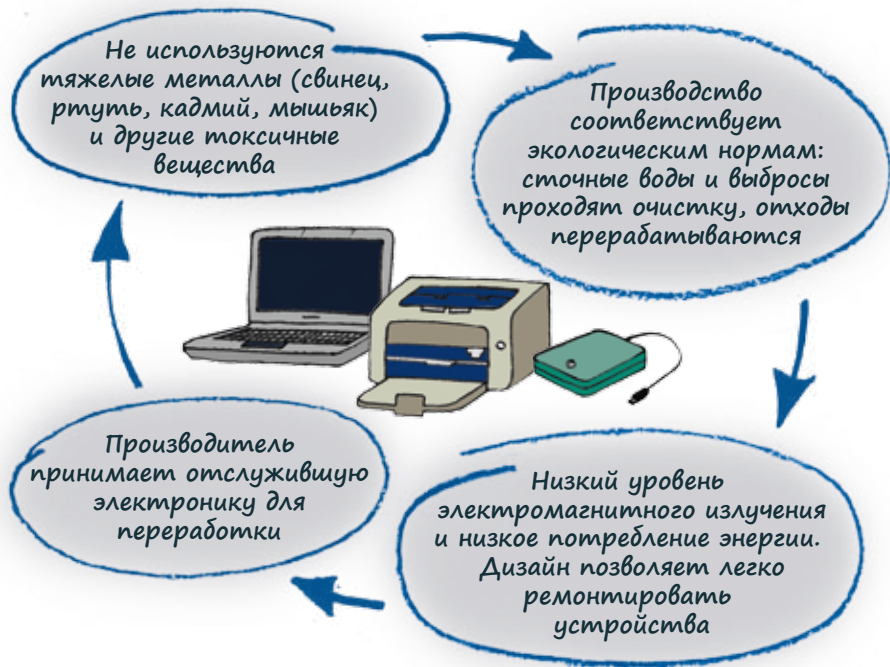 Не используются
тяжелые металлы (свинец,
ртуть, кадмий, мышьяк)
и другие токсичные
вещества
Производство
соответствует
экологическим нормам:
сточные воды и выбросы
проходят очистку, отходы
перерабатываются
Низкий уровень
электромагнитного излучения
и низкое потребление энергии.
Дизайн позволяет легко
ремонтировать
устройства
Производитель
принимает отслужившую
электронику для
переработки